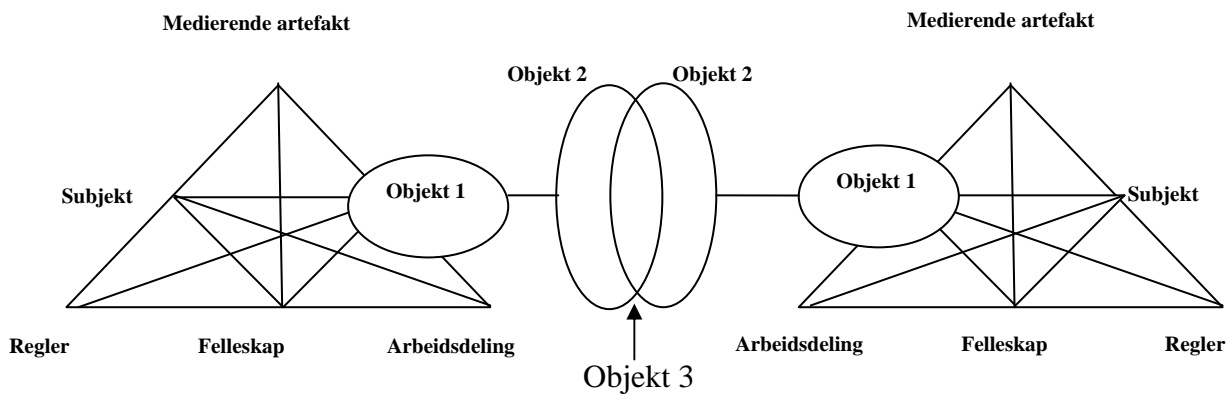 Medierende artefakt
Medierende artefakt
Objekt 2
Objekt 2
Subjekt
Objekt 1
Objekt 1
Subjekt
Regler
Felleskap
Arbeidsdeling
Arbeidsdeling
Felleskap
Regler
Objekt 3